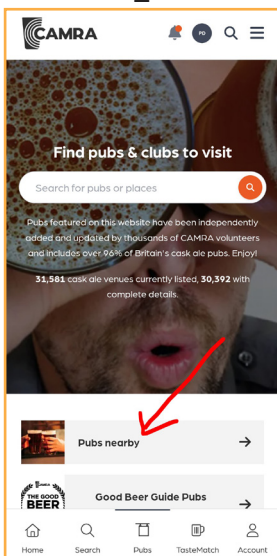 CAMRA
PD
Find pubs & clubs to visit
Search for pubs or places
Pubs featured on this website have been independently
added and updated by thousands of CAMRA volunteers
and includes over 96% of Britain's cask ale pubs. Enjoy!
31,581 cask ale venues currently listed, 30,392 with
complete details.
Pubs nearby
THE GOOD
BEER
Good Beer Guide Pubs
Home Search Pubs TasteMatch Account